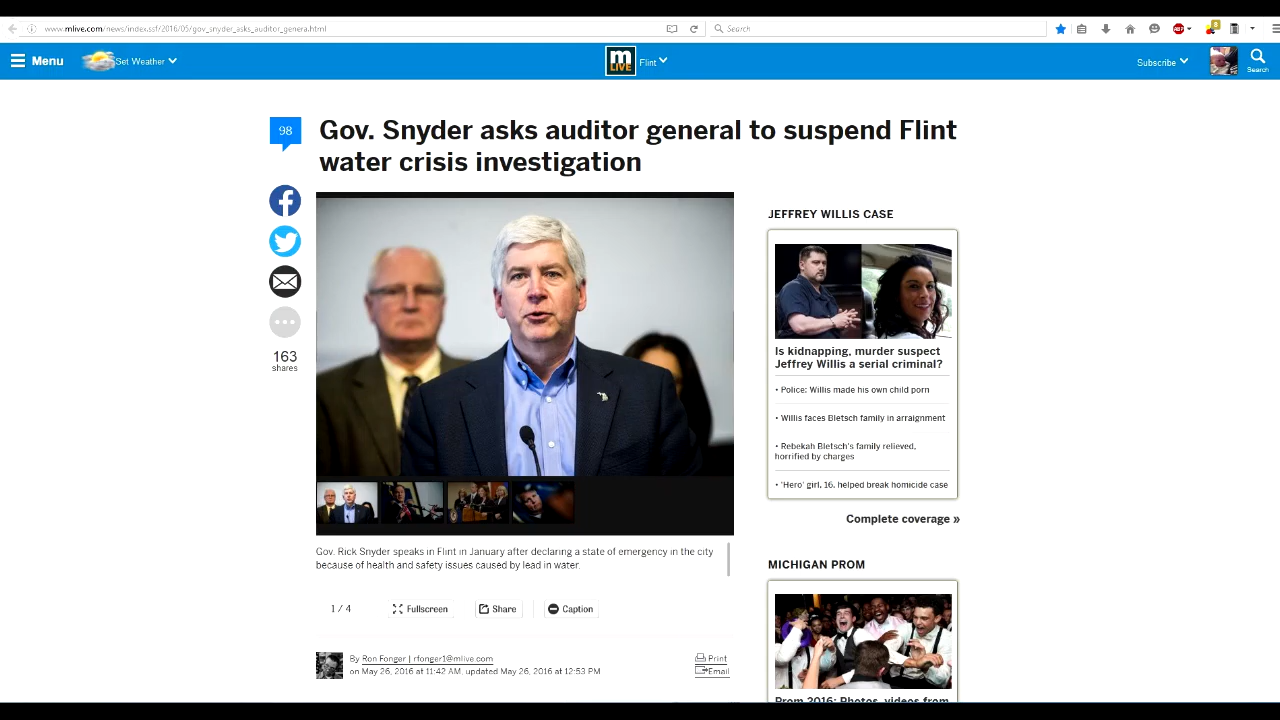 www.mlive.com/news/index.ssf/2016/05/gov_snyder_asks_auditor_genera.html
Search
Menu
Set Weather
m
LIVE
Flint
Subscribe
Search
98
Gov. Snyder asks auditor general to suspend Flint
water crisis investigation
163
shares
Gov. Rick Snyder speaks in Flint in January after declaring a state of emergency in the city
because of health and safety issues caused by lead in water.
1 / 4
Fullscreen
Share
Caption
By Ron Fonger | rfonger1@mlive.com
on May 26, 2016 at 11:42 AM, updated May 26, 2016 at 12:53 PM
Print
Email
JEFFREY WILLIS CASE
Is kidnapping, murder suspect
Jeffrey Willis a serial criminal?
• Police: Willis made his own child porn
• Willis faces Bletsch family in arraignment
• Rebekah Bletsch's family relieved,
horrified by charges
• 'Hero' girl, 16, helped break homicide case
Complete coverage »
MICHIGAN PROM
Prom 2016: Photos, videos from